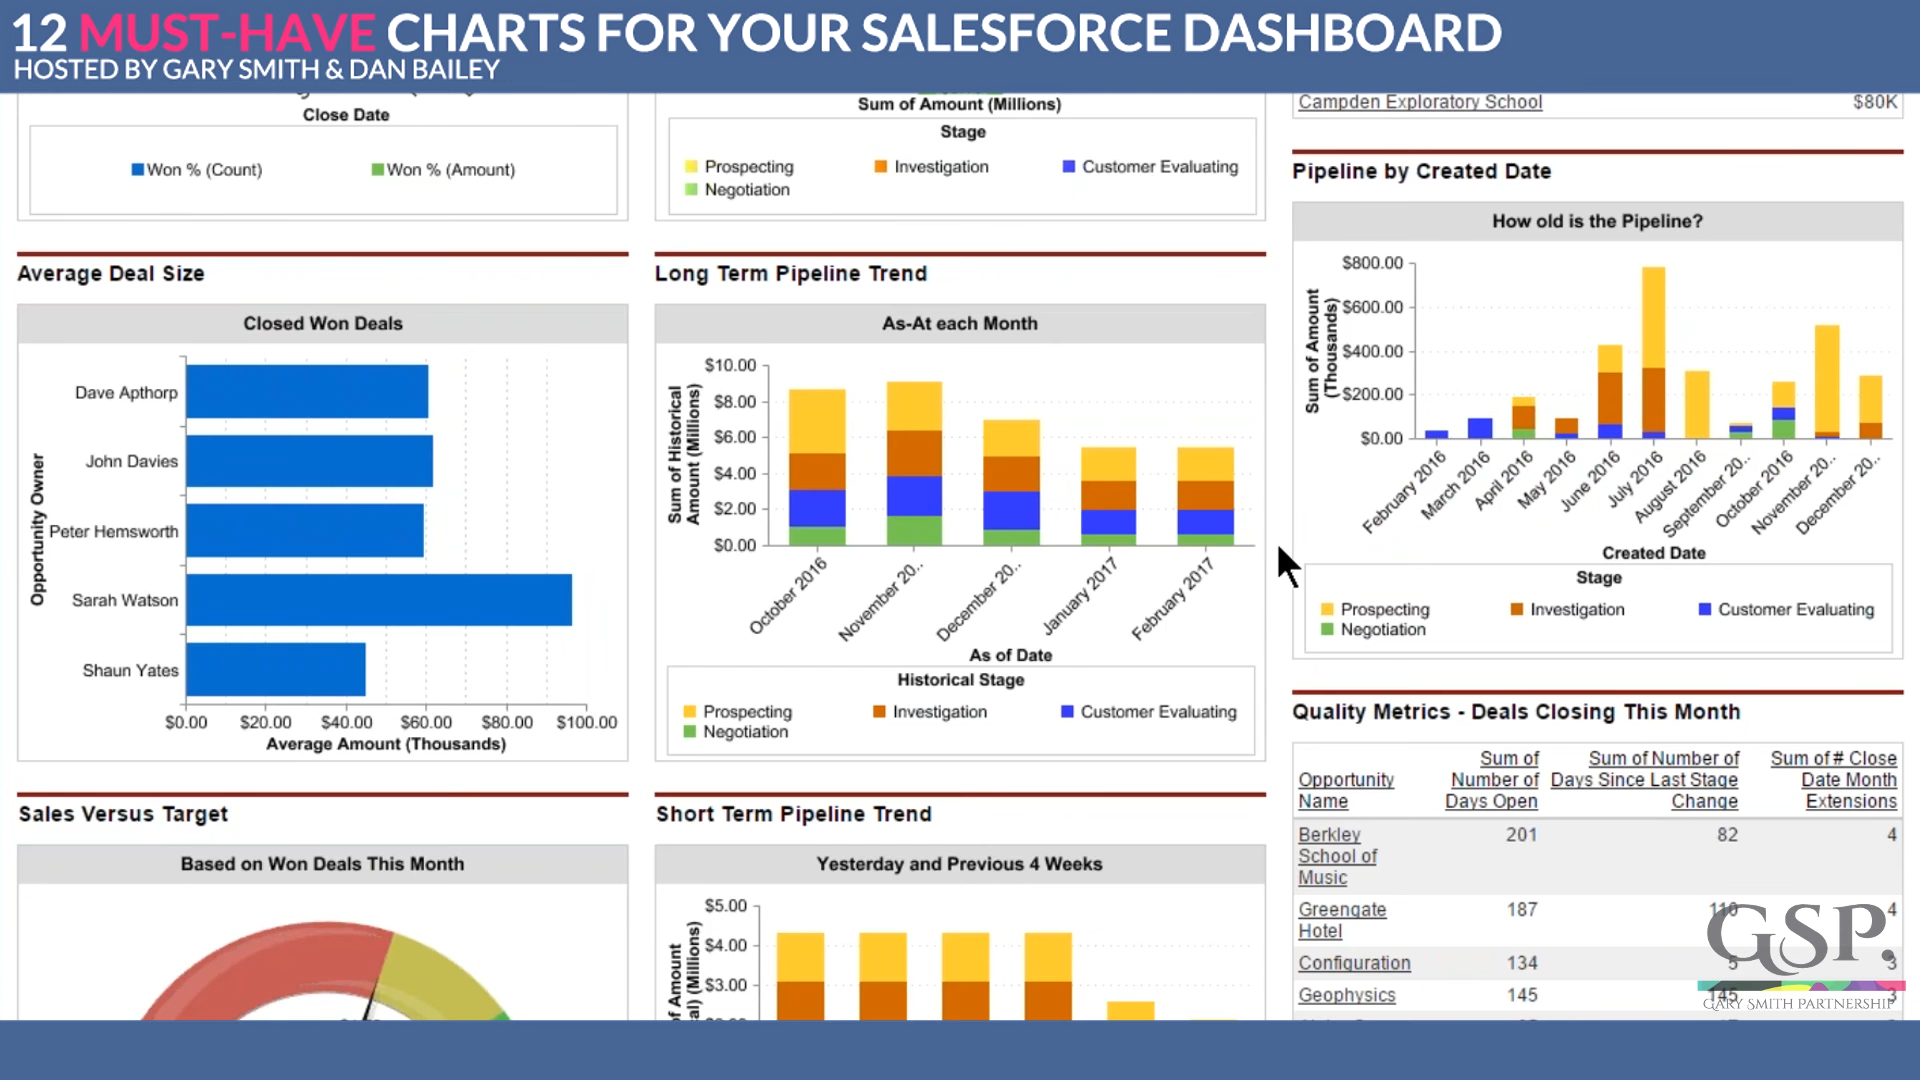 12 MUST-HAVE CHARTS FOR YOUR SALESFORCE DASHBOARD
HOSTED BY GARY SMITH & DAN BAILEY
Close Date
Won % (Count)
Won % (Amount)
Average Deal Size
Closed Won Deals
Opportunity Owner
Dave Apthorp
John Davies
Peter Hemsworth
Sarah Watson
Shaun Yates
$0.00 $20.00 $40.00 $60.00 $80.00 $100.00
Average Amount (Thousands)
Sales Versus Target
Based on Won Deals This Month
Sum of Amount (Millions)
Stage
Prospecting
Investigation
Customer Evaluating
Negotiation
Long Term Pipeline Trend
As-At each Month
Sum of Historical
Amount (Millions)
$10.00
$8.00
$6.00
$4.00
$2.00
$0.00
October 2016
November 20..
December 20..
January 2017
February 2017
As of Date
Historical Stage
Prospecting
Investigation
Customer Evaluating
Negotiation
Short Term Pipeline Trend
Yesterday and Previous 4 Weeks
of Amount
(Millions)
$5.00
$4.00
$3.00
Campden Exploratory School $80K
Pipeline by Created Date
How old is the Pipeline?
Sum of Amount
(Thousands)
$800.00
$600.00
$400.00
$200.00
$0.00
February 2016
March 2016
April 2016
May 2016
June 2016
July 2016
August 2016
September 20..
October 2016
November 20..
December 20..
Created Date
Stage
Prospecting
Investigation
Customer Evaluating
Negotiation
Quality Metrics - Deals Closing This Month
Opportunity Name
Sum of Number of Days Open
Sum of Number of Days Since Last Stage Change
Sum of # Close Date Month Extensions
Berkley School of Music 201 82 4
Greengate Hotel 187 110 4
Configuration 134 5 3
Geophysics 145 145 3
GSP.
GARY SMITH PARTNERSHIP